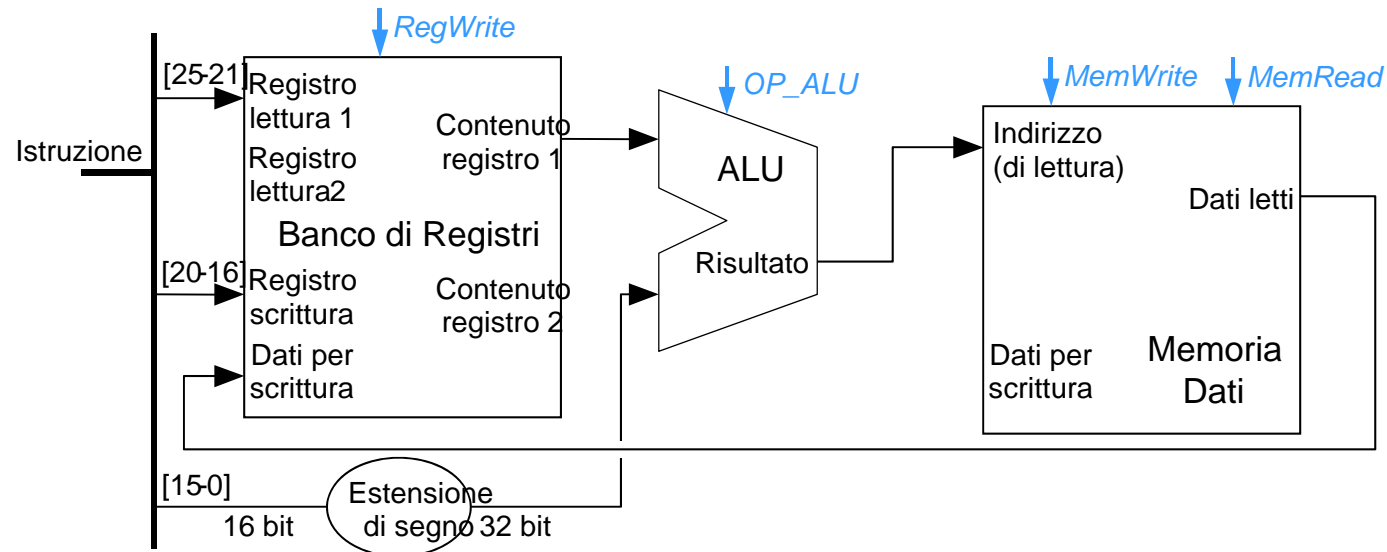 RegWrite
[25-21]
Registro
lettura 1
OP_ALU
MemWrite
MemRead
Istruzione
Contenuto
registro 1
Registro
lettura2
ALU
Indirizzo
(di lettura)
Dati letti
Banco di Registri
Risultato
[20-16]
Registro
scrittura
Contenuto
registro 2
Dati per
scrittura
Dati per
scrittura
Memoria
Dati
[15-0]
16 bit
Estensione
di segno
32 bit